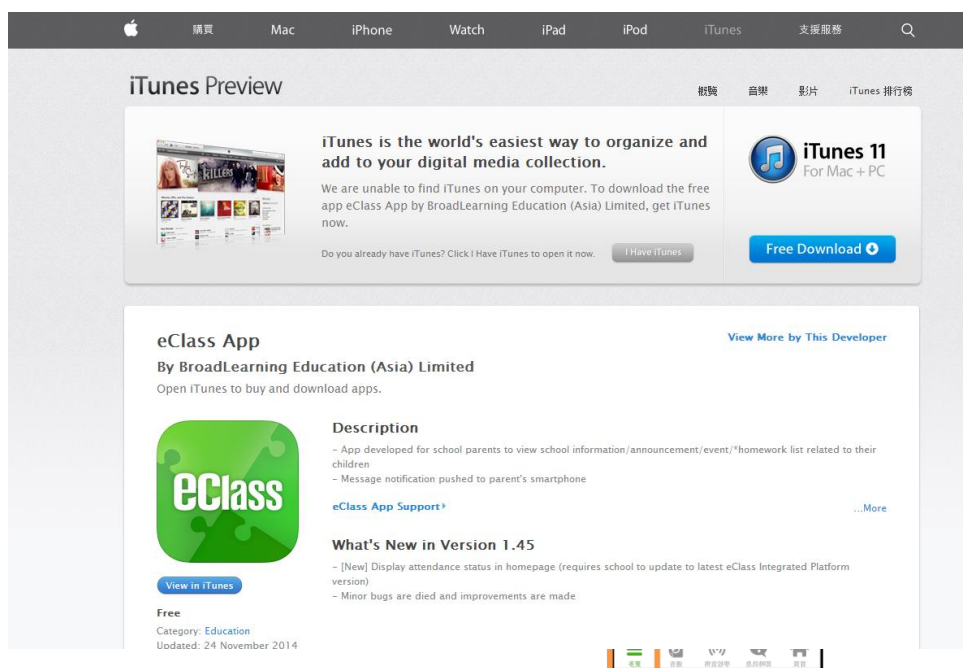 購買 Mac iPhone Watch iPad iPod iTunes 支援服務
iTunes Preview
概覽 音樂 影片 iTunes 排行榜
iTunes is the world's easiest way to organize and
add to your digital media collection.
We are unable to find iTunes on your computer. To download the free
app eClass App by BroadLearning Education (Asia) Limited, get iTunes
now.
Do you already have iTunes? Click I Have iTunes to open it now.
I Have iTunes
iTunes 11
For Mac + PC
Free Download
KILLERS
eClass App
View More by This Developer
By BroadLearning Education (Asia) Limited
Open iTunes to buy and download apps.
eClass
View in iTunes
Free
Category: Education
Updated: 24 November 2014
Description
- App developed for school parents to view school information/announcement/event/*homework list related to their
children
- Message notification pushed to parent's smartphone
eClass App Support
...More
What's New in Version 1.45
- [New] Display attendance status in homepage (requires school to update to latest eClass Integrated Platform
version)
- Minor bugs are died and improvements are made